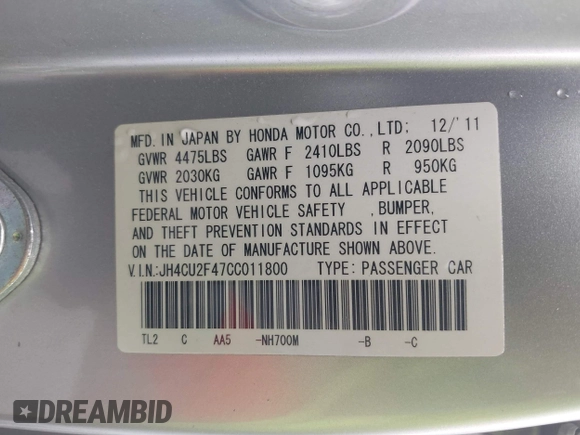 MFD. IN JAPAN BY HONDA MOTOR CO., LTD: 12/'11
GVWR 4475LBS GAWR F 2410LBS R 2090LBS
GVWR 2030KG GAWR F 1095KG R 950KG
THIS VEHICLE CONFORMS TO ALL APPLICABLE
FEDERAL MOTOR VEHICLE SAFETY , BUMPER,
AND THEFT PREVENTION STANDARDS IN EFFECT
ON THE DATE OF MANUFACTURE SHOWN ABOVE.
V.I.N.:JH4CU2F47CC011800 TYPE: PASSENGER CAR
TL2 C AA5 -NH700M -B -C
DREAMBID